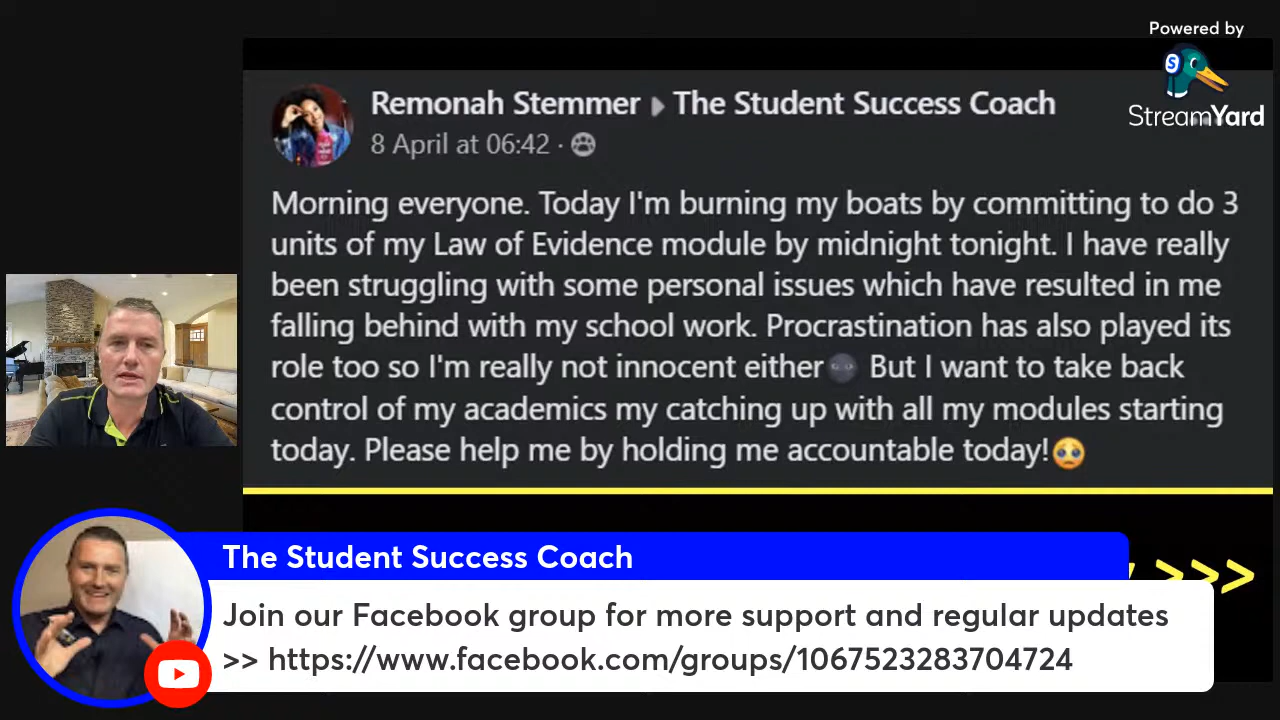 Powered by
StreamYard
Remonah Stemmer ▸ The Student Success Coach
8 April at 06:42 ·
Morning everyone. Today I'm burning my boats by committing to do 3
units of my Law of Evidence module by midnight tonight. I have really
been struggling with some personal issues which have resulted in me
falling behind with my school work. Procrastination has also played its
role too so I'm really not innocent either🌚 But I want to take back
control of my academics my catching up with all my modules starting
today. Please help me by holding me accountable today!🥺
The Student Success Coach
>>>
Join our Facebook group for more support and regular updates
>> https://www.facebook.com/groups/1067523283704724